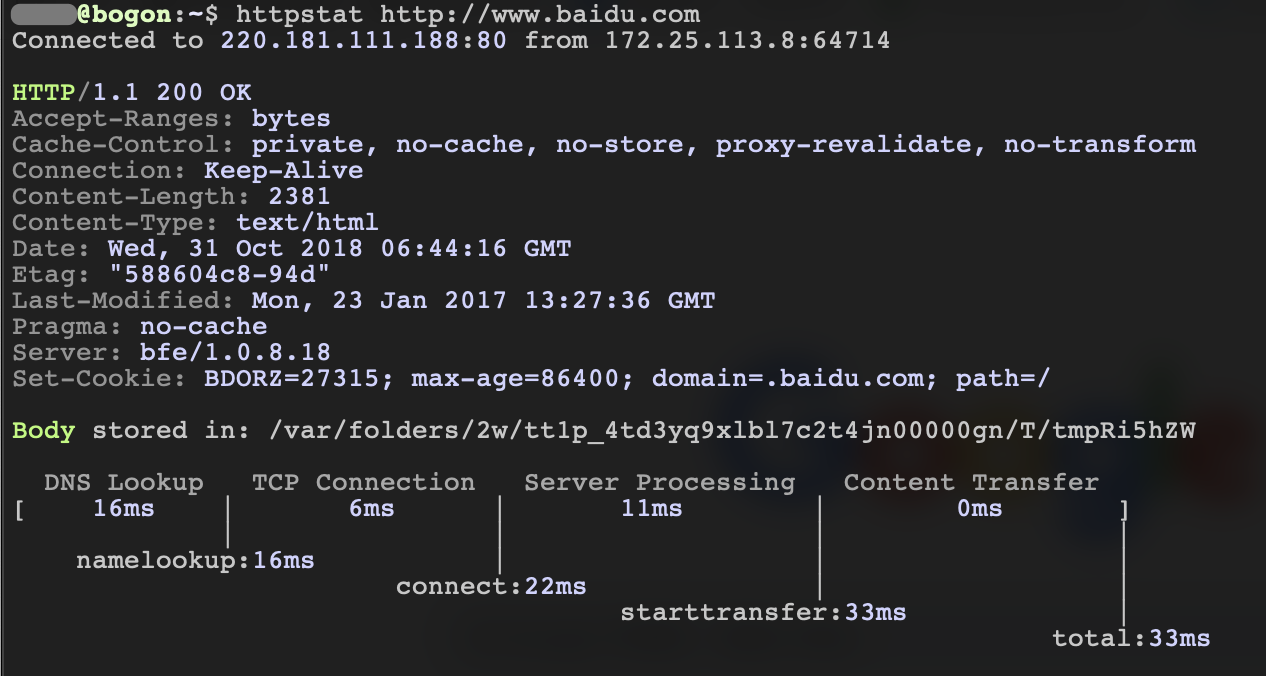 @bogon:~$ httpstat http://www.baidu.com
Connected to 220.181.111.188:80 from 172.25.113.8:64714
HTTP/1.1 200 OK
Accept-Ranges: bytes
Cache-Control: private, no-cache, no-store, proxy-revalidate, no-transform
Connection: Keep-Alive
Content-Length: 2381
Content-Type: text/html
Date: Wed, 31 Oct 2018 06:44:16 GMT
Etag: "588604c8-94d"
Last-Modified: Mon, 23 Jan 2017 13:27:36 GMT
Pragma: no-cache
Server: bfe/1.0.8.18
Set-Cookie: BDORZ=27315; max-age=86400; domain=.baidu.com; path=/
Body stored in: /var/folders/2w/tt1p_4td3yq9xlbl7c2t4jn00000gn/T/tmpRi5hZW
DNS Lookup TCP Connection Server Processing Content Transfer
[ 16ms | 6ms | 11ms | 0ms ]
namelookup:16ms
connect:22ms
starttransfer:33ms
total:33ms